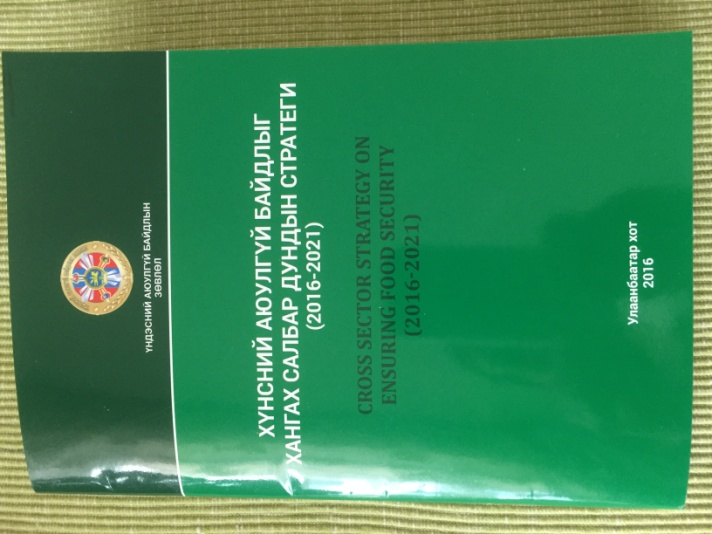 ҮНДЭСНИЙ АЮУЛГҮЙ БАЙДЛЫН
ЗӨВЛӨЛ
ХҮНСНИЙ АЮУЛГҮЙ БАЙДЛЫГ
ХАНГАХ САЛБАР ДУНДЫН СТРАТЕГИ
(2016-2021)
CROSS SECTOR STRATEGY ON
ENSURING FOOD SECURITY
(2016-2021)
Улаанбаатар хот
2016